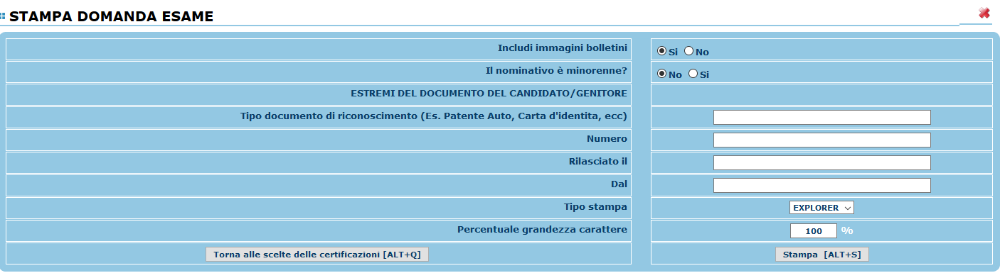 STAMPA DOMANDA ESAME
Includi immagini bolletini Si No
Il nominativo è minorenne? No Si
ESTREMI DEL DOCUMENTO DEL CANDIDATO/GENITORE
Tipo documento di riconoscimento (Es. Patente Auto, Carta d'identita, ecc)
Numero
Rilasciato il
Dal
Tipo stampa EXPLORER
Percentuale grandezza carattere 100 %
Torna alle scelte delle certificazioni [ALT+Q] Stampa [ALT+S]